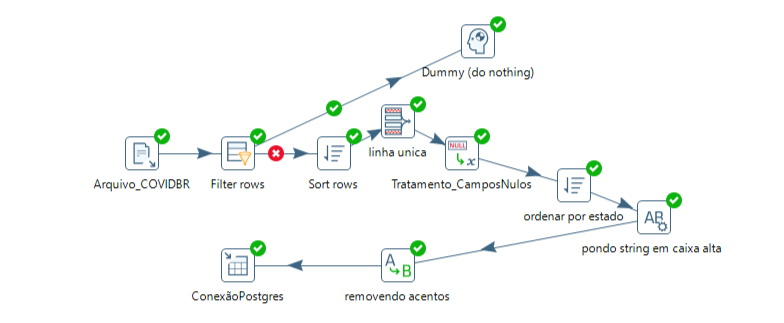 Dummy (do nothing)
Arquivo_COVIDBR
Filter rows
Sort rows
linha unica
NULL
x
Tratamento_CamposNulos
ordenar por estado
AB
pondo string em caixa alta
A
B
removendo acentos
ConexãoPostgres